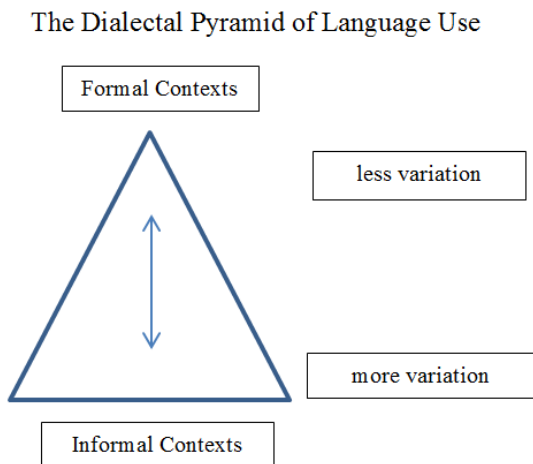 The Dialectal Pyramid of Language Use
Formal Contexts
less variation
more variation
Informal Contexts